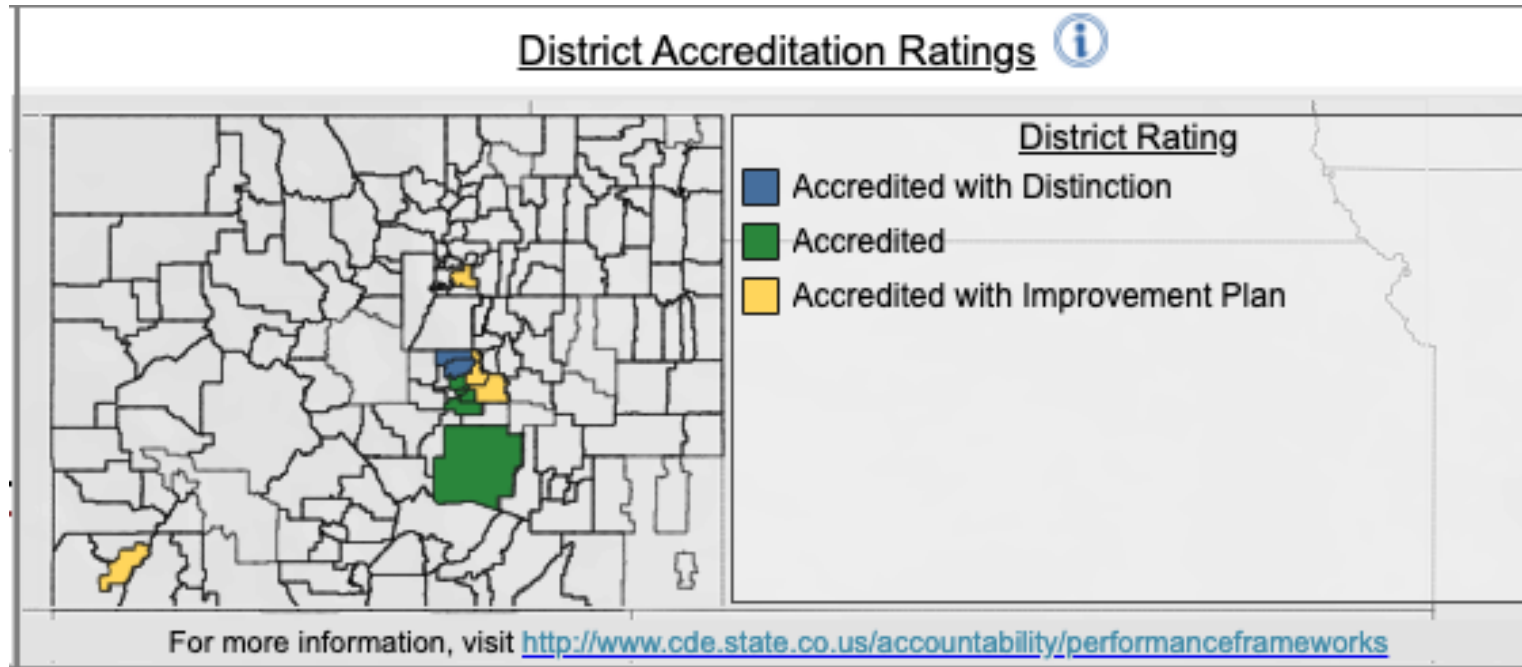 District Accreditation Ratings i
District Rating
Accredited with Distinction
Accredited
Accredited with Improvement Plan
For more information, visit http://www.cde.state.co.us/accountability/performanceframeworks